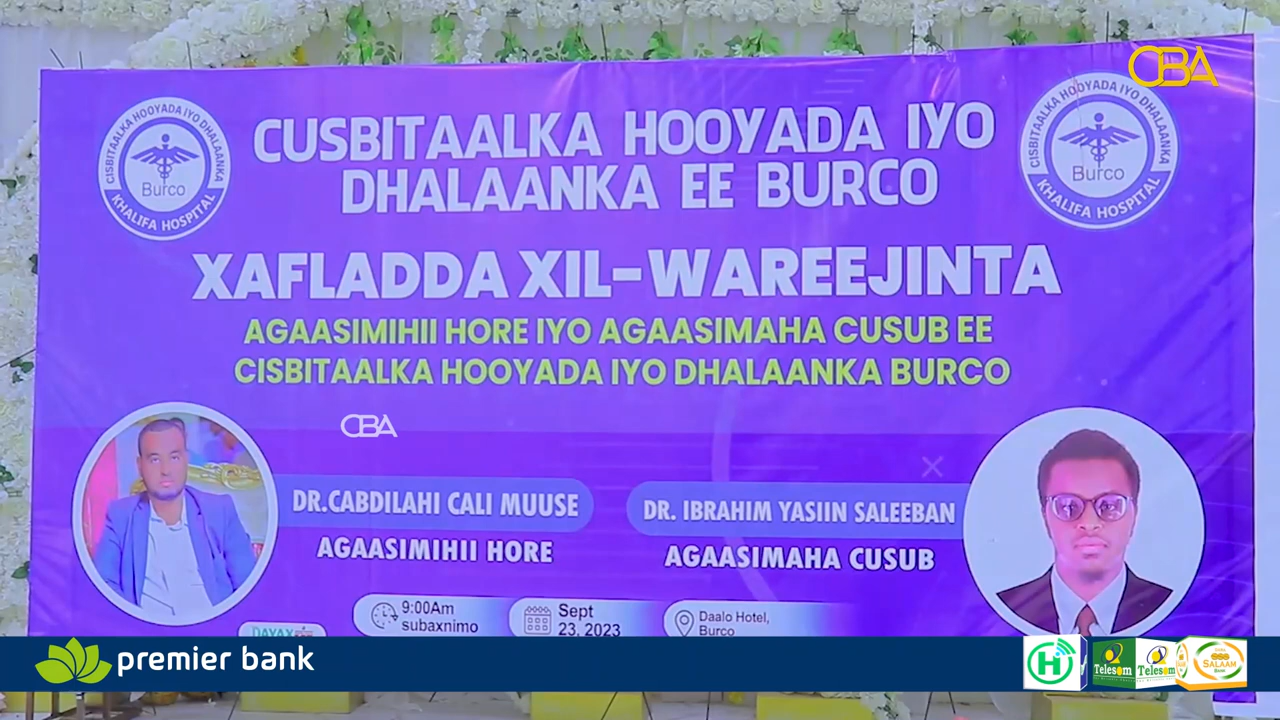 CBA
CISBITAALKA HOOYADA IYO DHALAANKA
Burco
KHALIFA HOSPITAL
CUSBITAALKA HOOYADA IYO
DHALAANKA EE BURCO
CISBITAALKA HOOYADA IYO DHALAANKA
Burco
KHALIFA HOSPITAL
XAFLADDA XIL-WAREEJINTA
AGAASIMIHII HORE IYO AGAASIMAHA CUSUB EE
CISBITAALKA HOOYADA IYO DHALAANKA BURCO
CBA
DR.CABDILAHI CALI MUUSE
AGAASIMIHII HORE
DR. IBRAHIM YASIIN SALEEBAN
AGAASIMAHA CUSUB
9:00Am
subaxnimo
Sept
23, 2023
Daalo Hotel,
Burco
DAYAX
premier bank
H
Telesom
Telesom
SALAAM